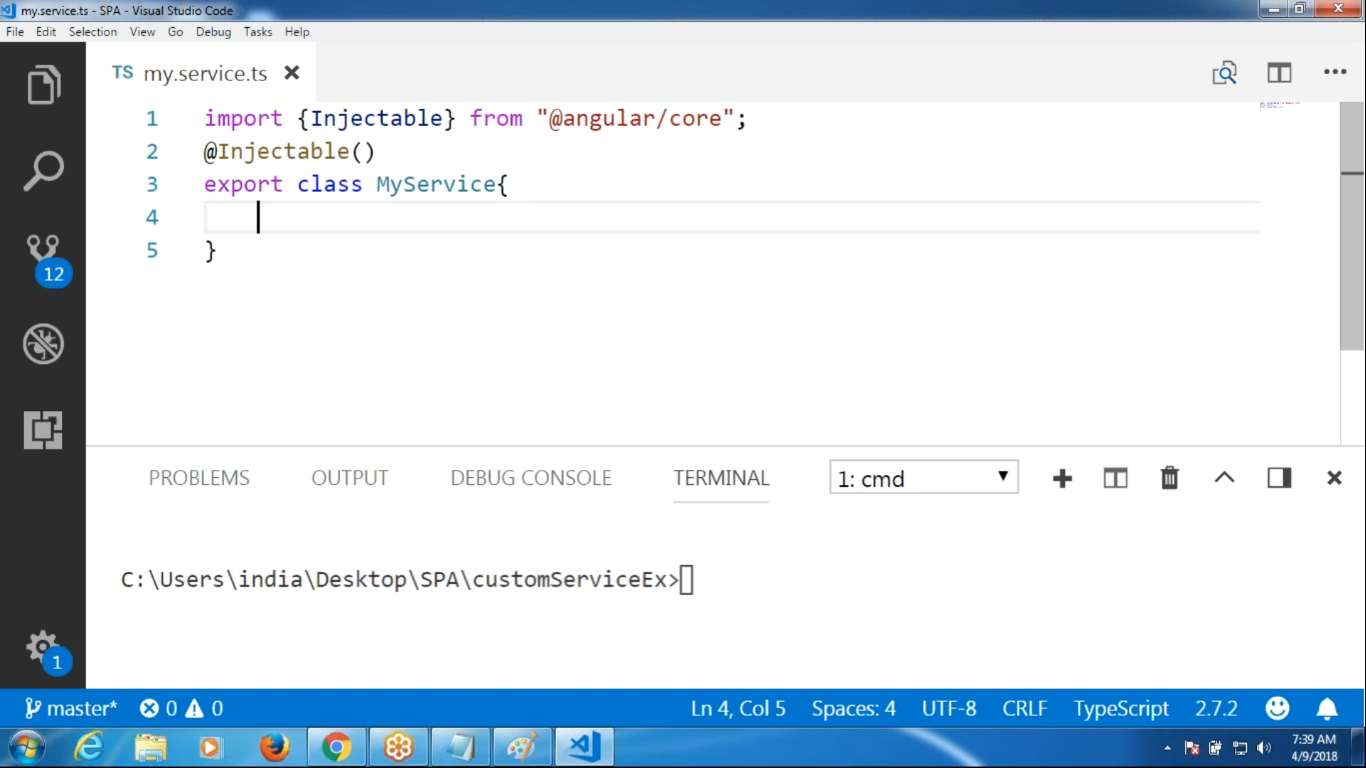 my.service.ts - SPA - Visual Studio Code
File Edit Selection View Go Debug Tasks Help
TS my.service.ts
1 import {Injectable} from "@angular/core";
2 @Injectable()
3 export class MyService{
4
5 }
12
PROBLEMS OUTPUT DEBUG CONSOLE TERMINAL 1: cmd
C:\Users\india\Desktop\SPA\customServiceEx>
1
master* 0 0 Ln 4, Col 5 Spaces: 4 UTF-8 CRLF TypeScript 2.7.2
7:39 AM
4/9/2018